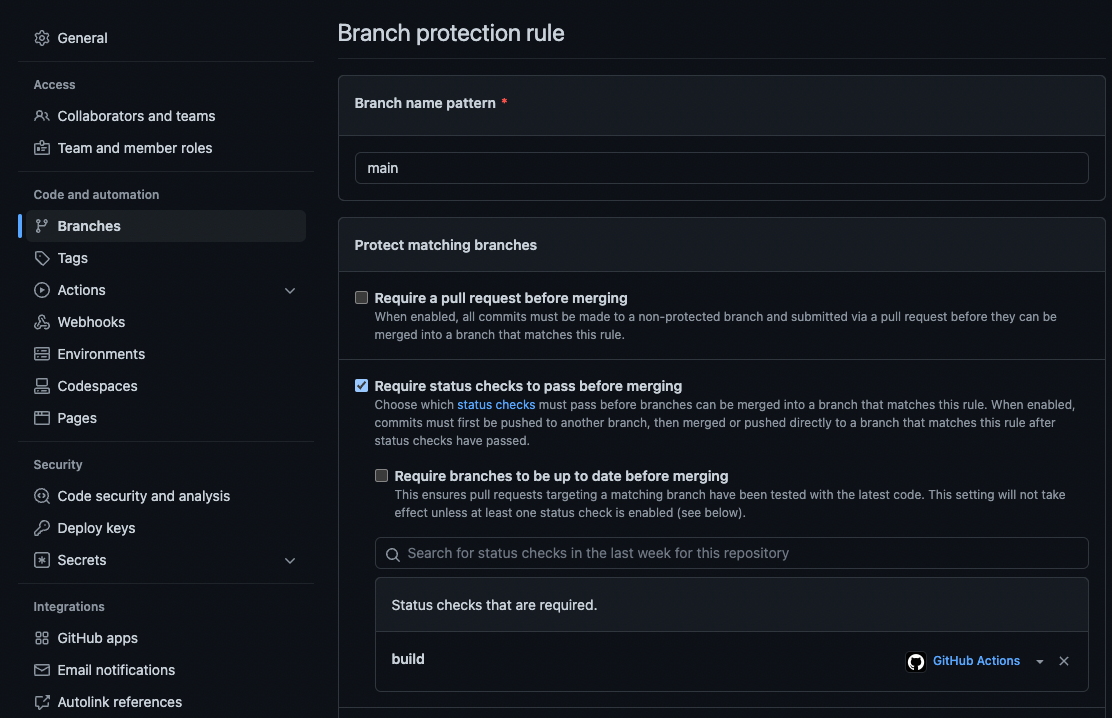 General
Access
Collaborators and teams
Team and member roles
Code and automation
Branches
Tags
Actions
Webhooks
Environments
Codespaces
Pages
Security
Code security and analysis
Deploy keys
Secrets
Integrations
GitHub apps
Email notifications
Autolink references
Branch protection rule
Branch name pattern *
main
Protect matching branches
Require a pull request before merging
When enabled, all commits must be made to a non-protected branch and submitted via a pull request before they can be
merged into a branch that matches this rule.
Require status checks to pass before merging
Choose which status checks must pass before branches can be merged into a branch that matches this rule. When enabled,
commits must first be pushed to another branch, then merged or pushed directly to a branch that matches this rule after
status checks have passed.
Require branches to be up to date before merging
This ensures pull requests targeting a matching branch have been tested with the latest code. This setting will not take
effect unless at least one status check is enabled (see below).
Search for status checks in the last week for this repository
Status checks that are required.
build
GitHub Actions